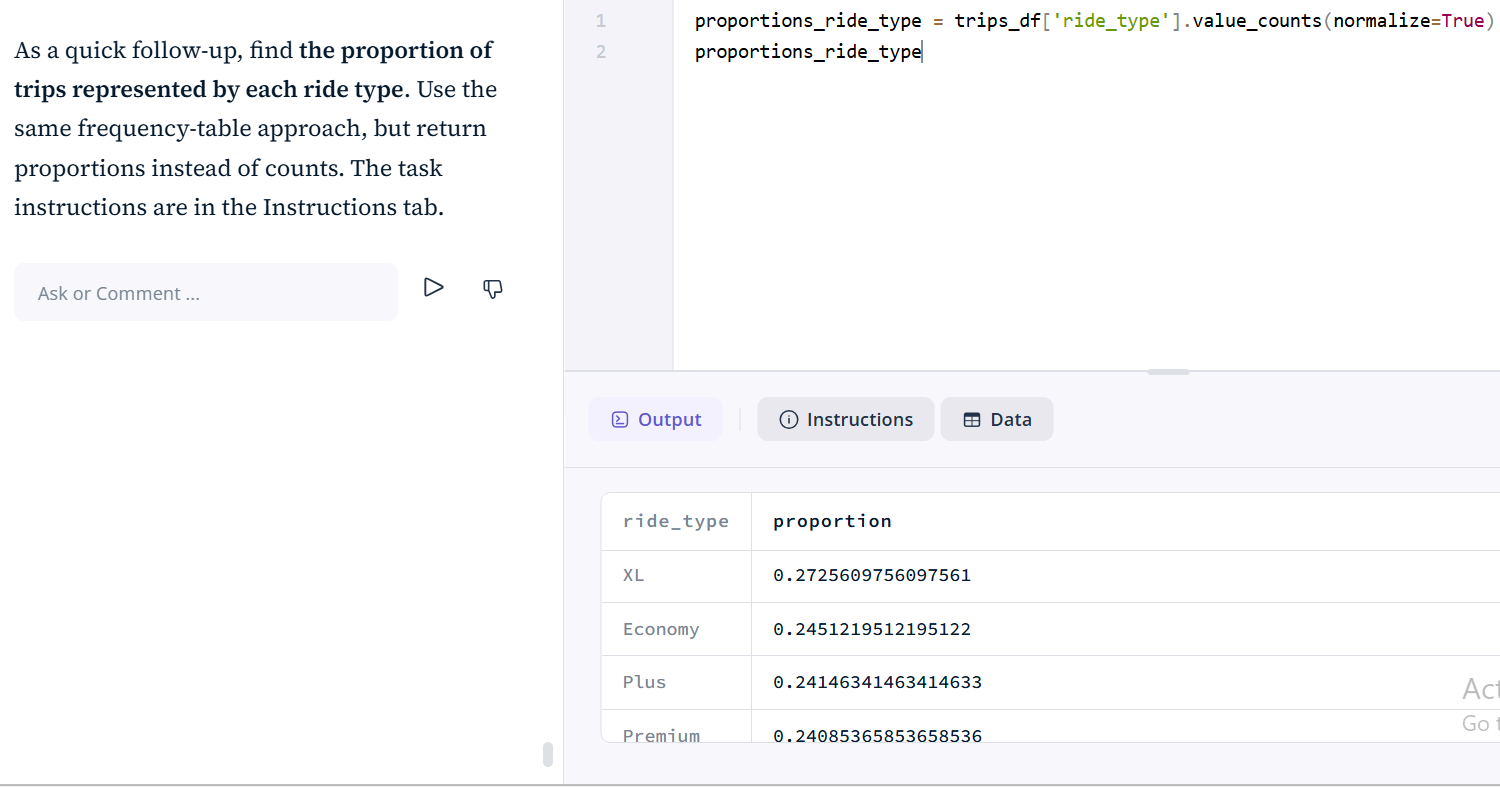 As a quick follow-up, find the proportion of
trips represented by each ride type. Use the
same frequency-table approach, but return
proportions instead of counts. The task
instructions are in the Instructions tab.
Ask or Comment ...
1 proportions_ride_type = trips_df['ride_type'].value_counts(normalize=True)
2 proportions_ride_type
Output Instructions Data
ride_type proportion
XL 0.2725609756097561
Economy 0.2451219512195122
Plus 0.24146341463414633
Premium 0.24085365853658536
Act
Go t